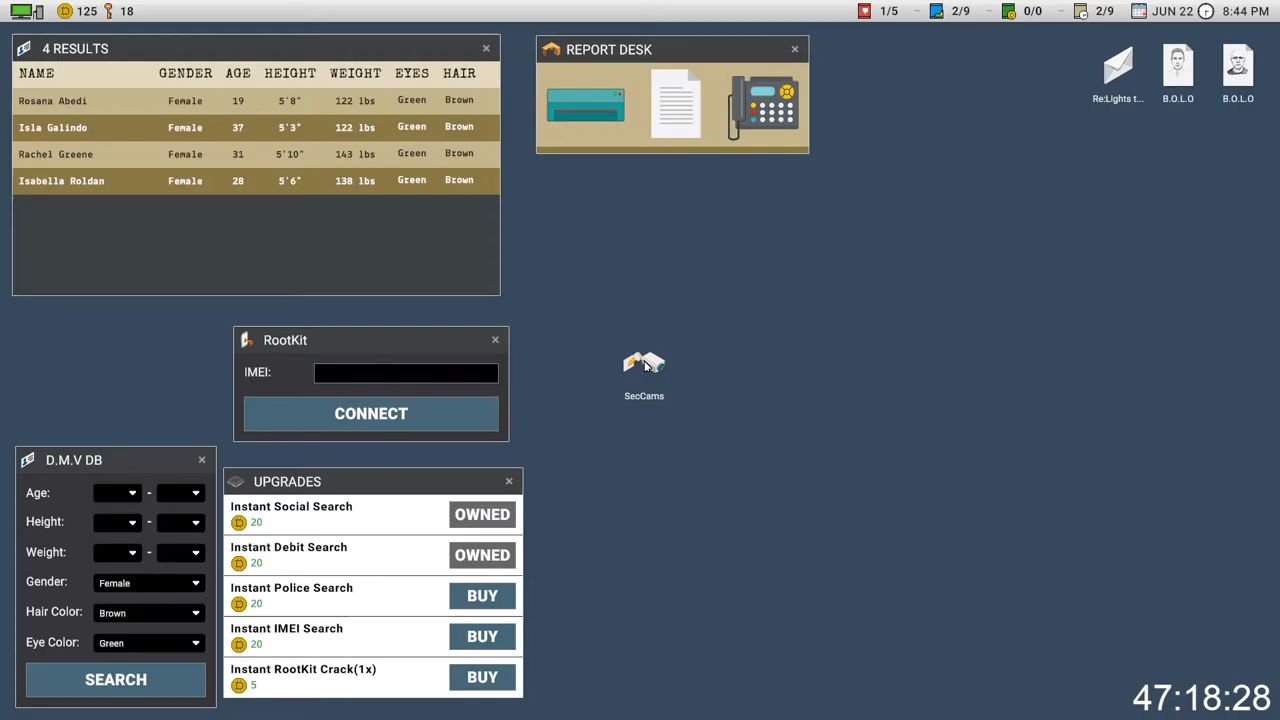 125 18 1/5 2/9 0/0 2/9 JUN 22 8:44 PM
4 RESULTS
NAME GENDER AGE HEIGHT WEIGHT EYES HAIR
Rosana Abedi Female 19 5'8" 122 lbs Green Brown
Isla Galindo Female 37 5'3" 122 lbs Green Brown
Rachel Greene Female 31 5'10" 143 lbs Green Brown
Isabella Roldan Female 28 5'6" 138 lbs Green Brown
REPORT DESK
B.O.L.O B.O.L.O
RootKit
IMEI:
CONNECT
SecCams
D.M.V DB
Age: -
Height: -
Weight: -
Gender: Female
Hair Color: Brown
Eye Color: Green
SEARCH
UPGRADES
Instant Social Search
20 OWNED
Instant Debit Search
20 OWNED
Instant Police Search
20 BUY
Instant IMEI Search
20 BUY
Instant RootKit Crack(1x)
5 BUY
47:18:28